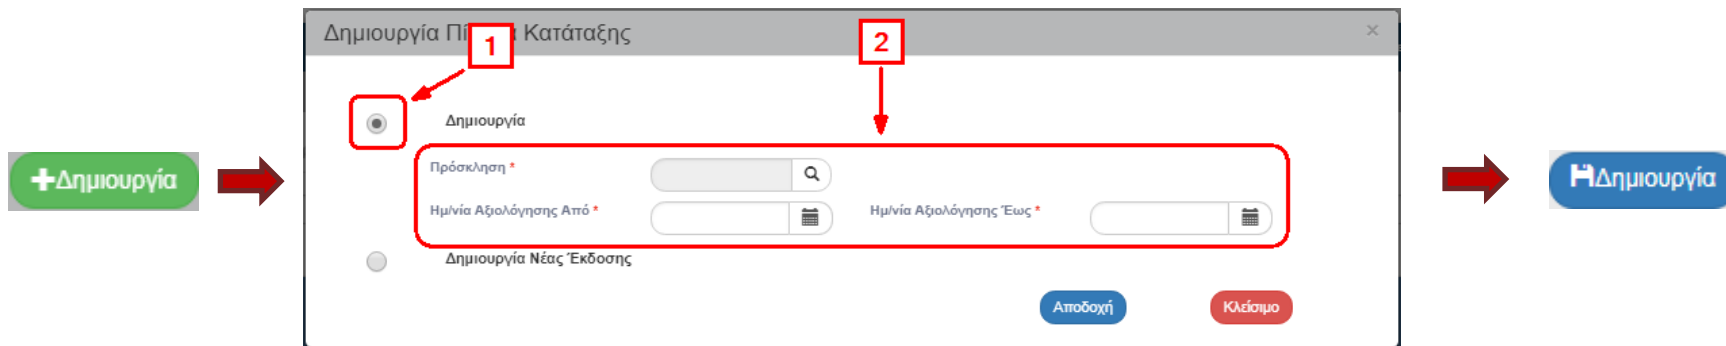 Δημιουργία Πί Κατάταξης
×
1
2
Δημιουργία
+Δημιουργία
Πρόσκληση *
Ημ/νία Αξιολόγησης Από *
Ημ/νία Αξιολόγησης Έως *
Δημιουργία Νέας Έκδοσης
Αποδοχή
Κλείσιμο
Δημιουργία